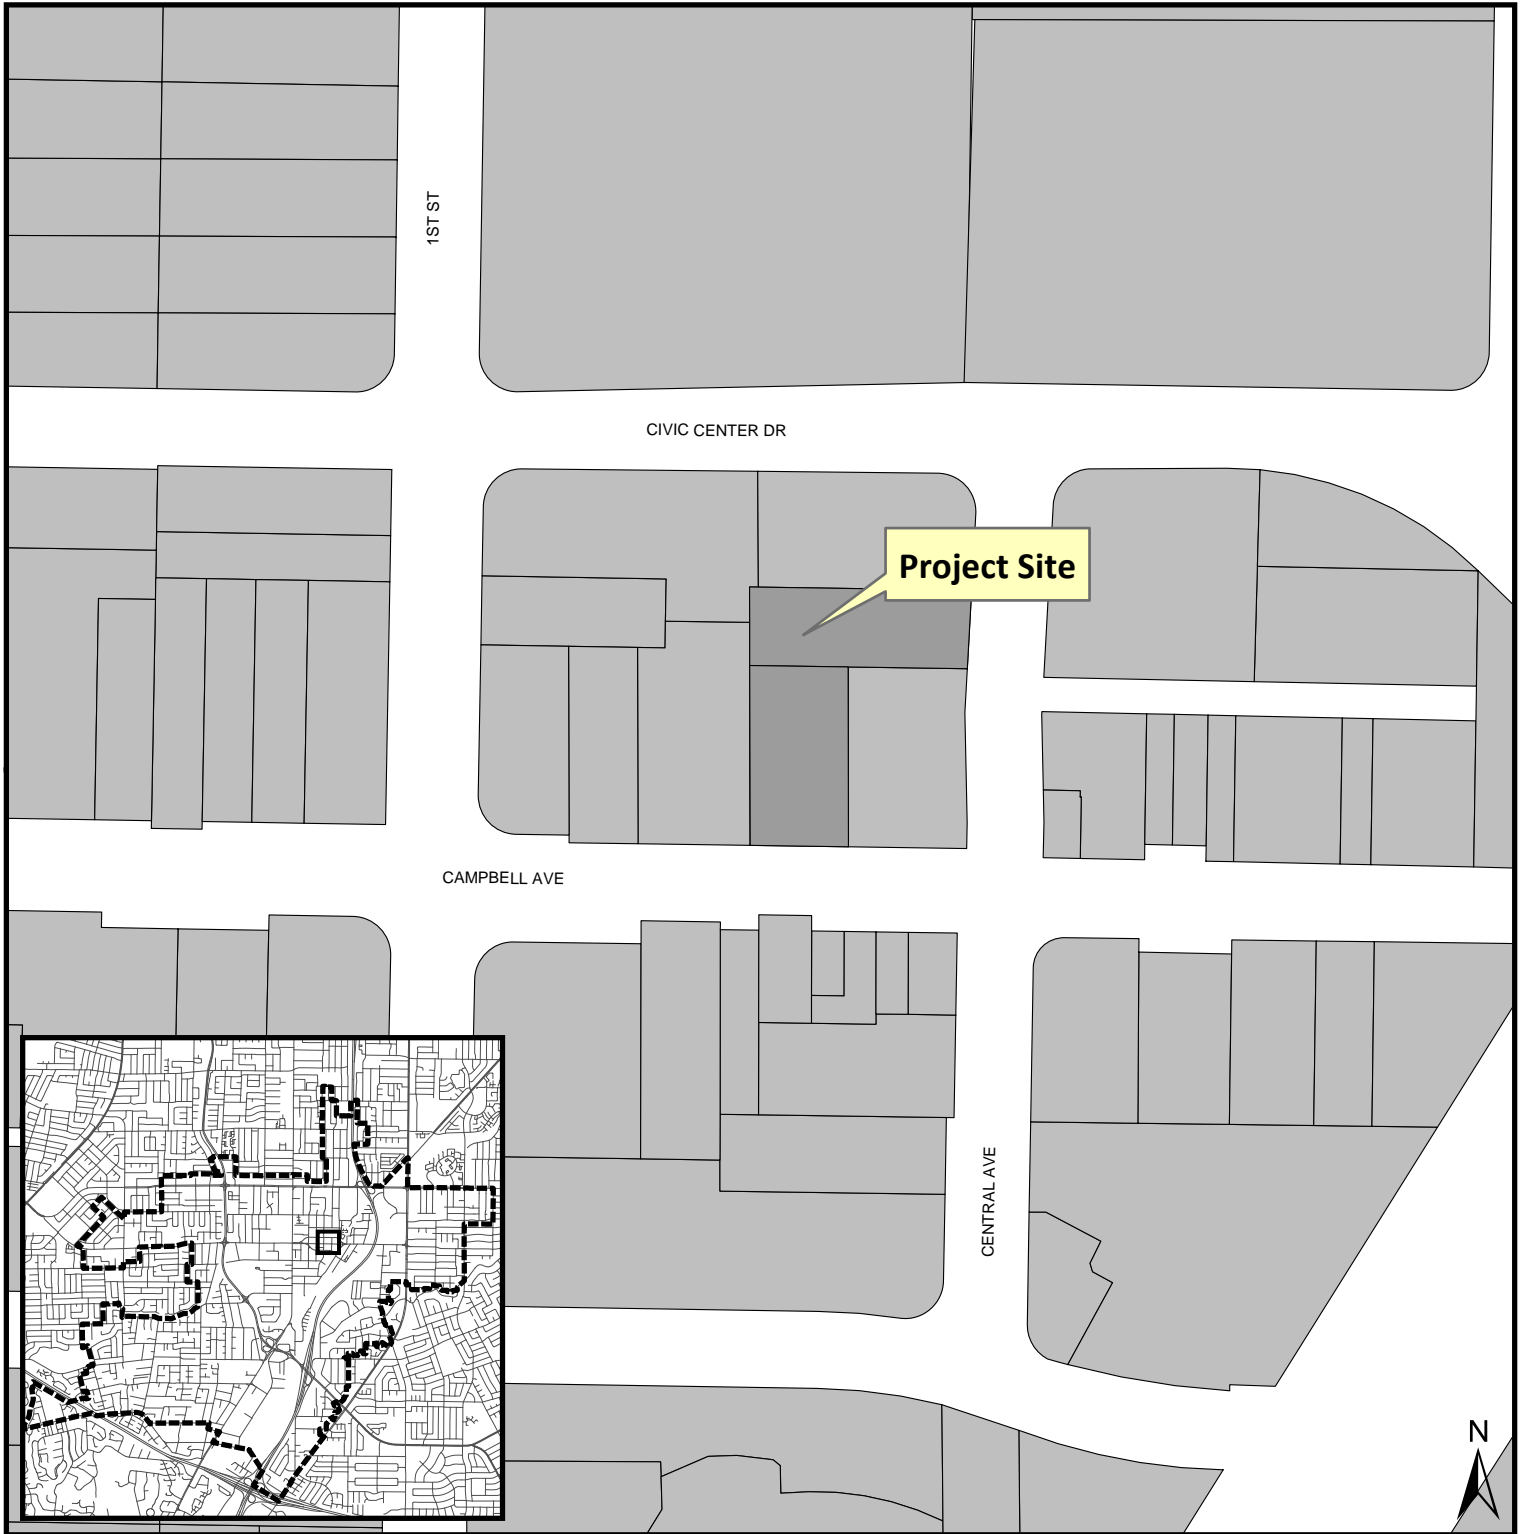 1ST ST
CIVIC CENTER DR
Project Site
CAMPBELL AVE
CENTRAL AVE
N